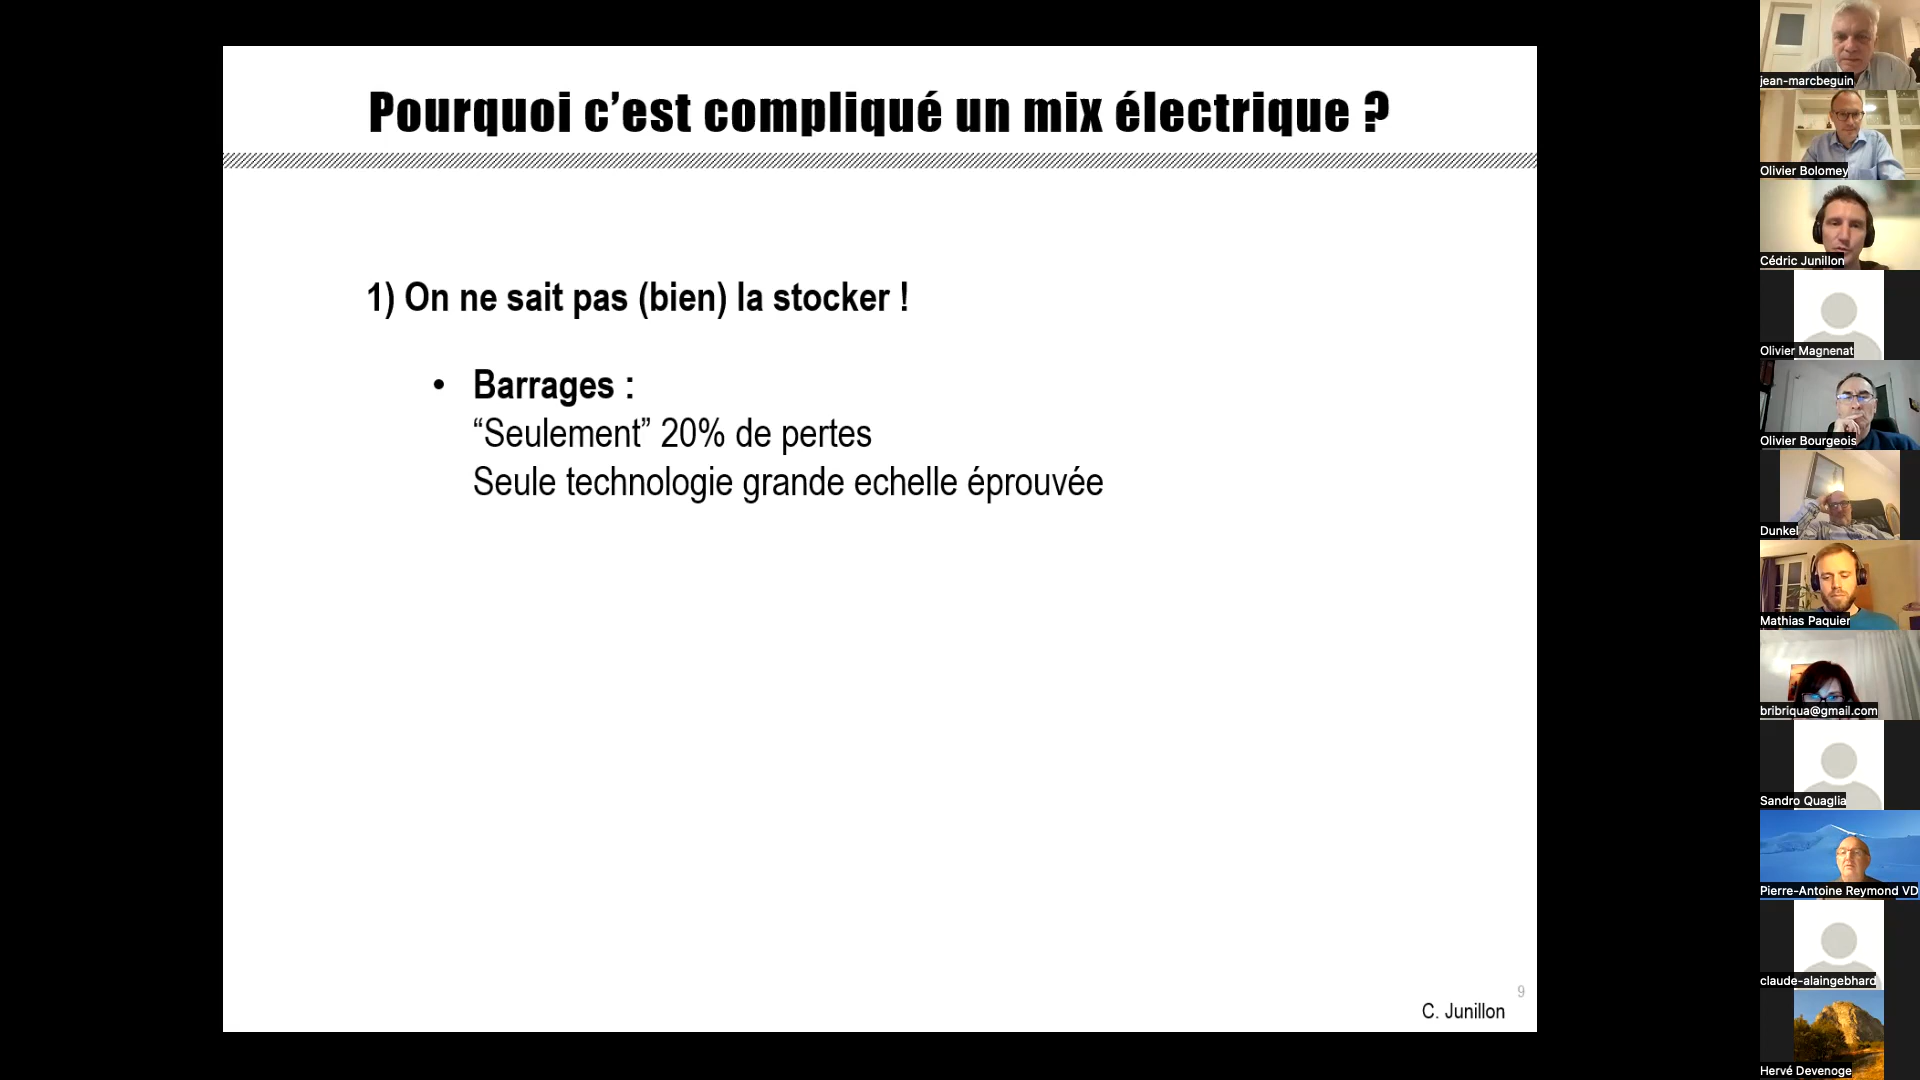 Pourquoi c’est compliqué un mix électrique ?
1) On ne sait pas (bien) la stocker !
• Barrages :
“Seulement” 20% de pertes
Seule technologie grande echelle éprouvée
9
C. Junillon
jean-marcbeguin
Olivier Bolomey
Cédric Junillon
Olivier Magnenat
Olivier Bourgeois
Dunkel
Mathias Paquier
bribriqua@gmail.com
Sandro Quaglia
Pierre-Antoine Reymond VD
claude-alaingebhard
Hervé Devenoge